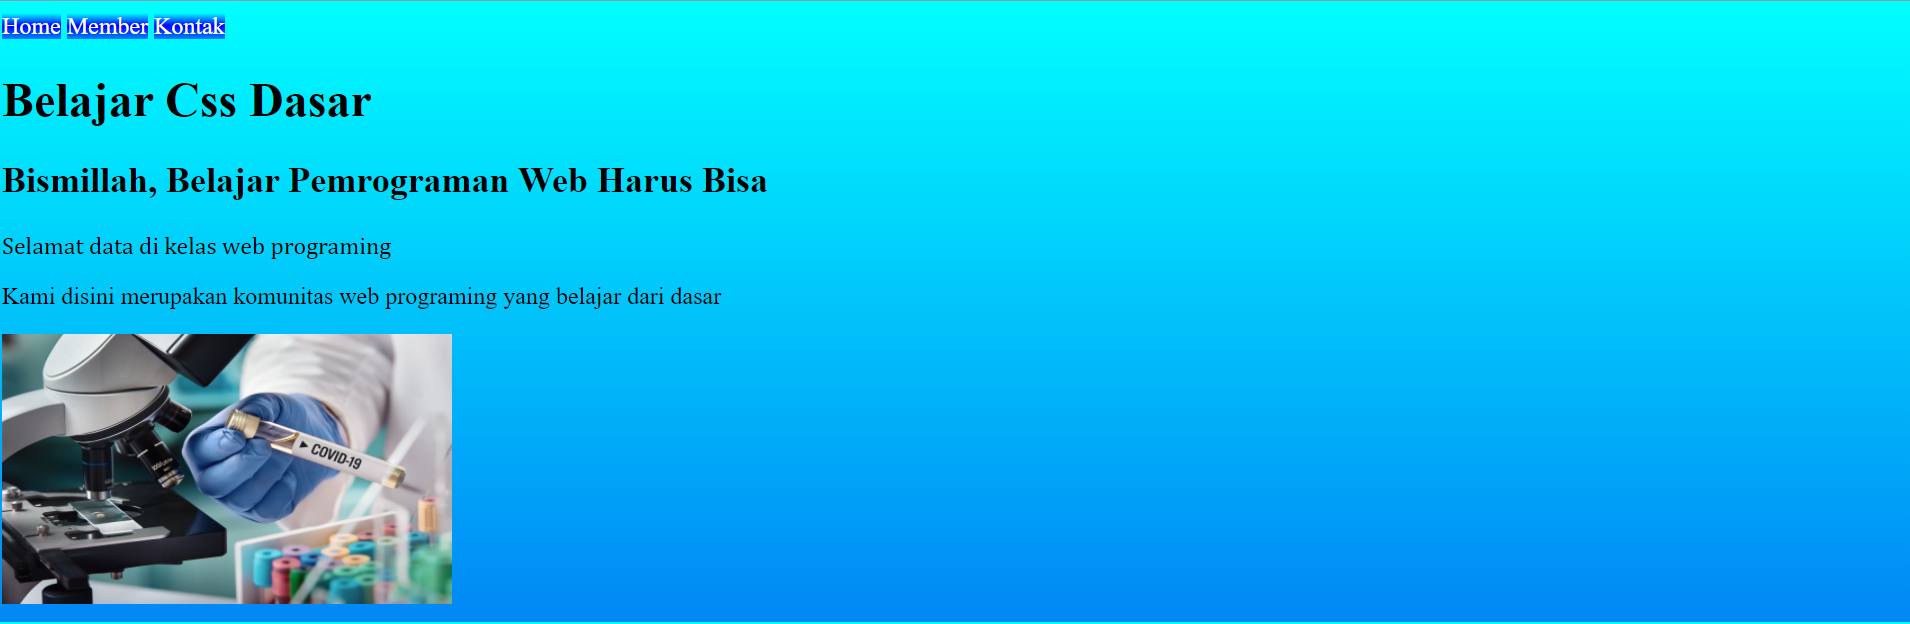 Home Member Kontak
Belajar Css Dasar
Bismillah, Belajar Pemrograman Web Harus Bisa
Selamat data di kelas web programing
Kami disini merupakan komunitas web programing yang belajar dari dasar
COVID-19